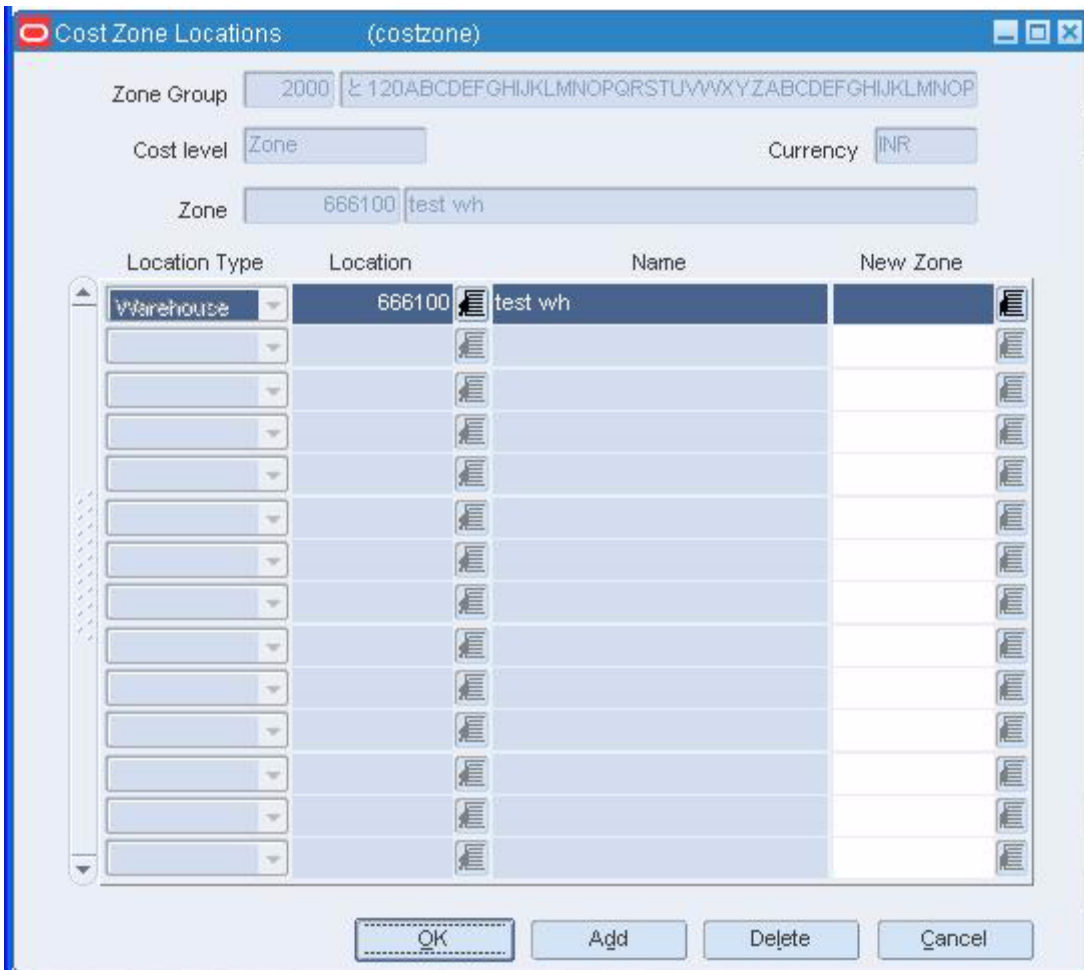 Cost Zone Locations (costzone)
Zone Group 2000 と120ABCDEFGHIJKLMNOPQRSTUVWXYZABCDEFGHIJKLMNOP
Cost level Zone Currency INR
Zone 666100 test wh
Location Type Location Name New Zone
Warehouse 666100 test wh
OK Add Delete Cancel